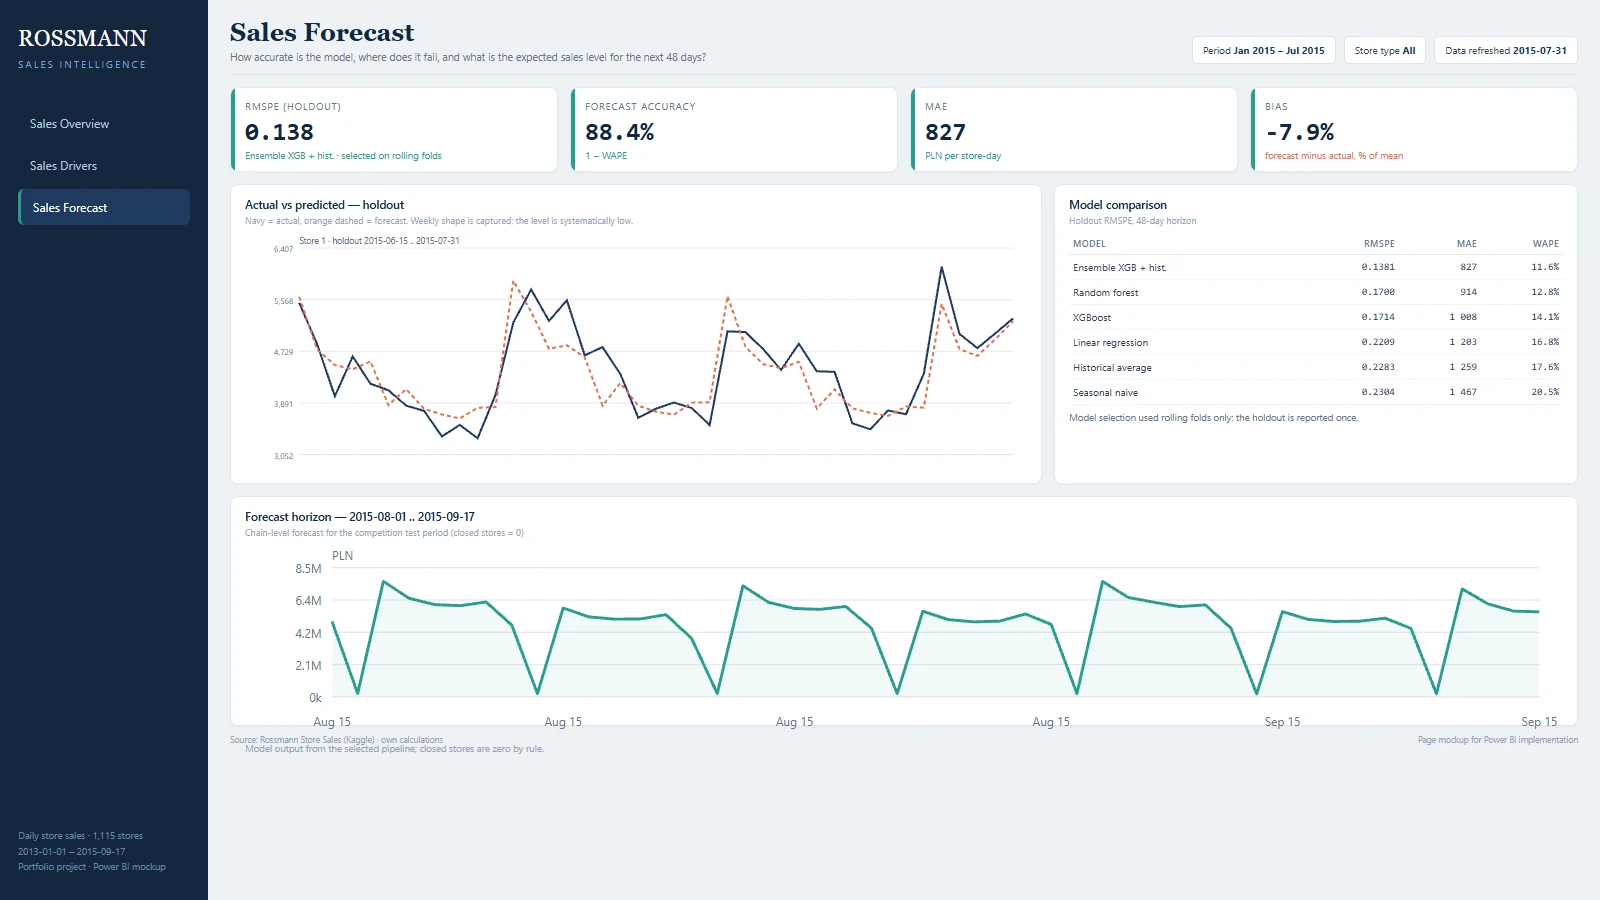 ROSSMANN
SALES INTELLIGENCE
Sales Overview
Sales Drivers
Sales Forecast
Daily store sales · 1,115 stores
2013-01-01 – 2015-09-17
Portfolio project · Power BI mockup
Sales Forecast
How accurate is the model, where does it fail, and what is the expected sales level for the next 48 days?
Period Jan 2015 – Jul 2015
Store type All
Data refreshed 2015-07-31
RMSPE (HOLDOUT)
0.138
Ensemble XGB + hist. · selected on rolling folds
FORECAST ACCURACY
88.4%
1 – WAPE
MAE
827
PLN per store-day
BIAS
-7.9%
forecast minus actual, % of mean
Actual vs predicted — holdout
Navy = actual, orange dashed = forecast. Weekly shape is captured; the level is systematically low.
Store 1 · holdout 2015-06-15 .. 2015-07-31
6,407
5,568
4,729
3,891
3,052
Model comparison
Holdout RMSPE, 48-day horizon
MODEL RMSPE MAE WAPE
Ensemble XGB + hist. 0.1381 827 11.6%
Random forest 0.1700 914 12.8%
XGBoost 0.1714 1 008 14.1%
Linear regression 0.2209 1 203 16.8%
Historical average 0.2283 1 259 17.6%
Seasonal naive 0.2304 1 467 20.5%
Model selection used rolling folds only; the holdout is reported once.
Forecast horizon — 2015-08-01 .. 2015-09-17
Chain-level forecast for the competition test period (closed stores = 0)
PLN
8.5M
6.4M
4.2M
2.1M
0k
Aug 15 Aug 15 Aug 15 Aug 15 Sep 15 Sep 15
Source: Rossmann Store Sales (Kaggle) · own calculations
Page mockup for Power BI implementation
Model output from the selected pipeline; closed stores are zero by rule.